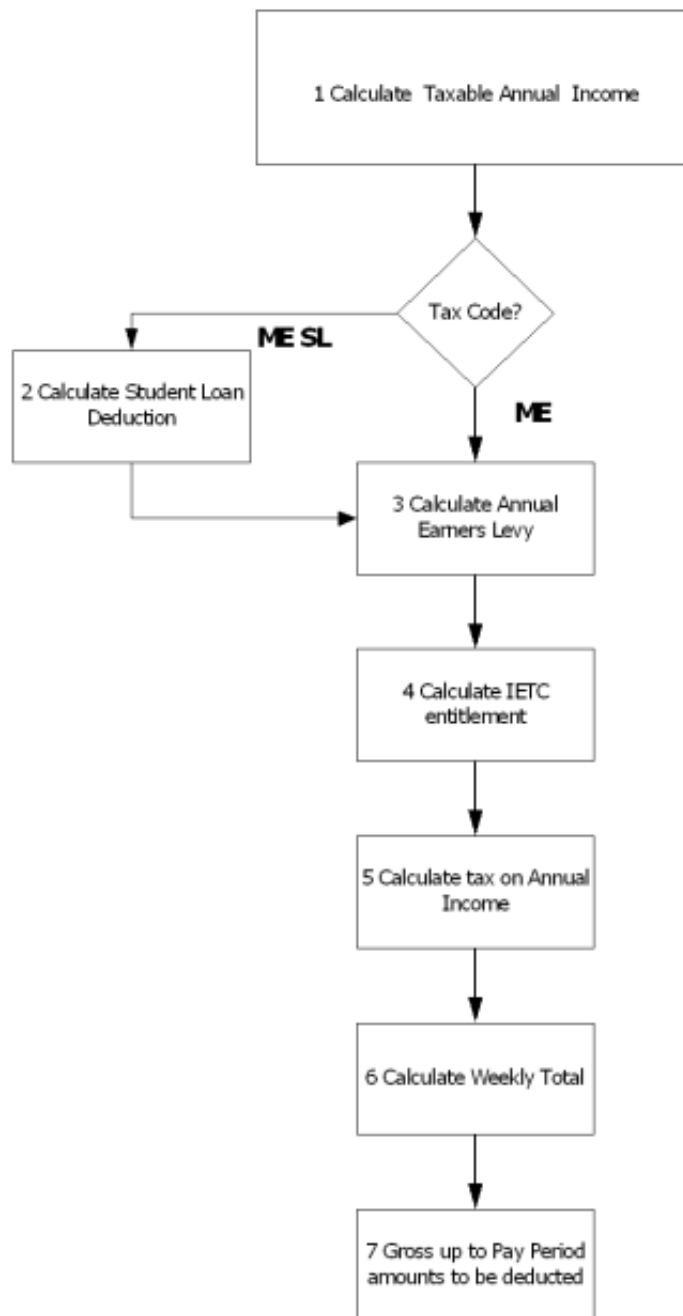 1 Calculate Taxable Annual Income
Tax Code?
ME SL
2 Calculate Student Loan
Deduction
ME
3 Calculate Annual
Earners Levy
4 Calculate IETC
entitlement
5 Calculate tax on Annual
Income
6 Calculate Weekly Total
7 Gross up to Pay Period
amounts to be deducted